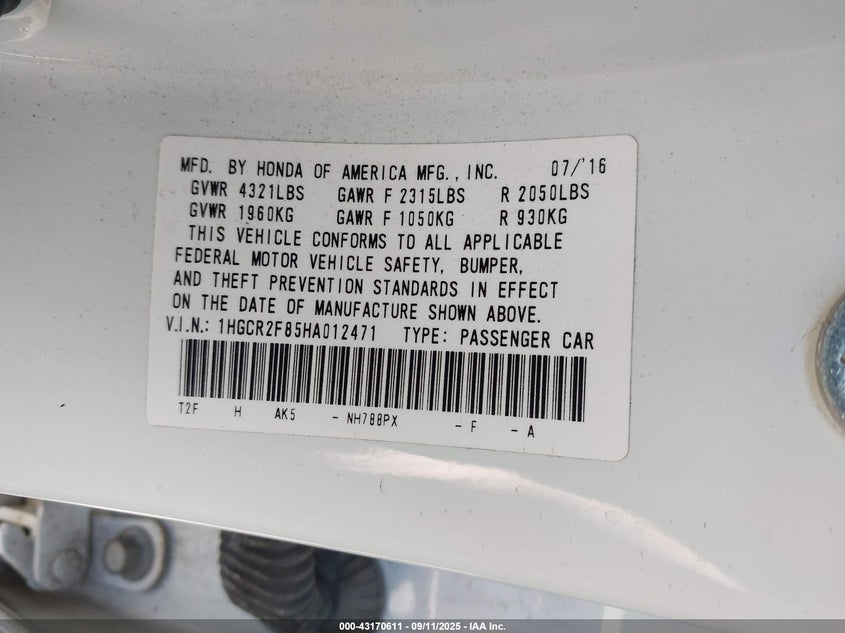 MFD. BY HONDA OF AMERICA MFG., INC. 07/'16
GVWR 4321LBS GAWR F 2315LBS R 2050LBS
GVWR 1960KG GAWR F 1050KG R 930KG
THIS VEHICLE CONFORMS TO ALL APPLICABLE
FEDERAL MOTOR VEHICLE SAFETY, BUMPER,
AND THEFT PREVENTION STANDARDS IN EFFECT
ON THE DATE OF MANUFACTURE SHOWN ABOVE.
V.I.N.: 1HGCR2F85HA012471 TYPE: PASSENGER CAR
T2F H AK5 - NH788PX - F - A
000-43170611 - 09/11/2025 - IAA Inc.